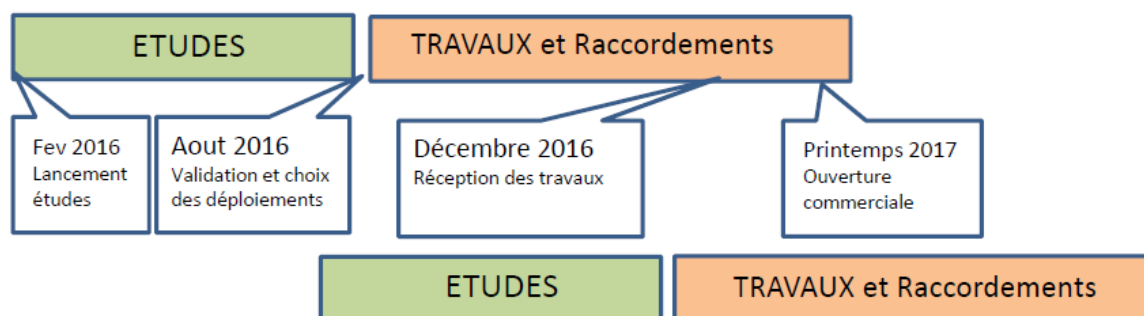 ETUDES
TRAVAUX et Raccordements
Fev 2016
Lancement
études
Aout 2016
Validation et choix
des déploiements
Décembre 2016
Réception des travaux
Printemps 2017
Ouverture
commerciale
ETUDES
TRAVAUX et Raccordements